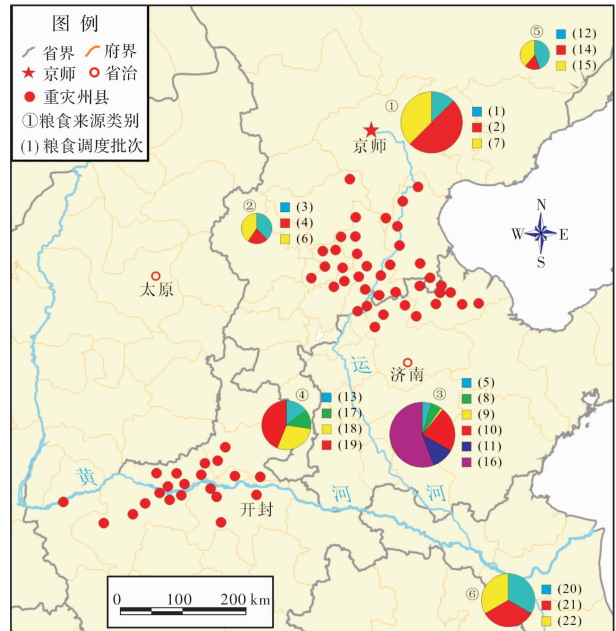 图 例
省界 府界
京师 省治
重灾州县
①粮食来源类别
(1) 粮食调度批次
⑤
(12)
(14)
(15)
①
(1)
(2)
(7)
京师
②
(3)
(4)
(6)
N
W E
S
太原
运
济南
④
(13)
(17)
(18)
(19)
③
(5)
(8)
(9)
(10)
(11)
(16)
黄
河
河
开封
⑥
(20)
(21)
(22)
0 100 200 km